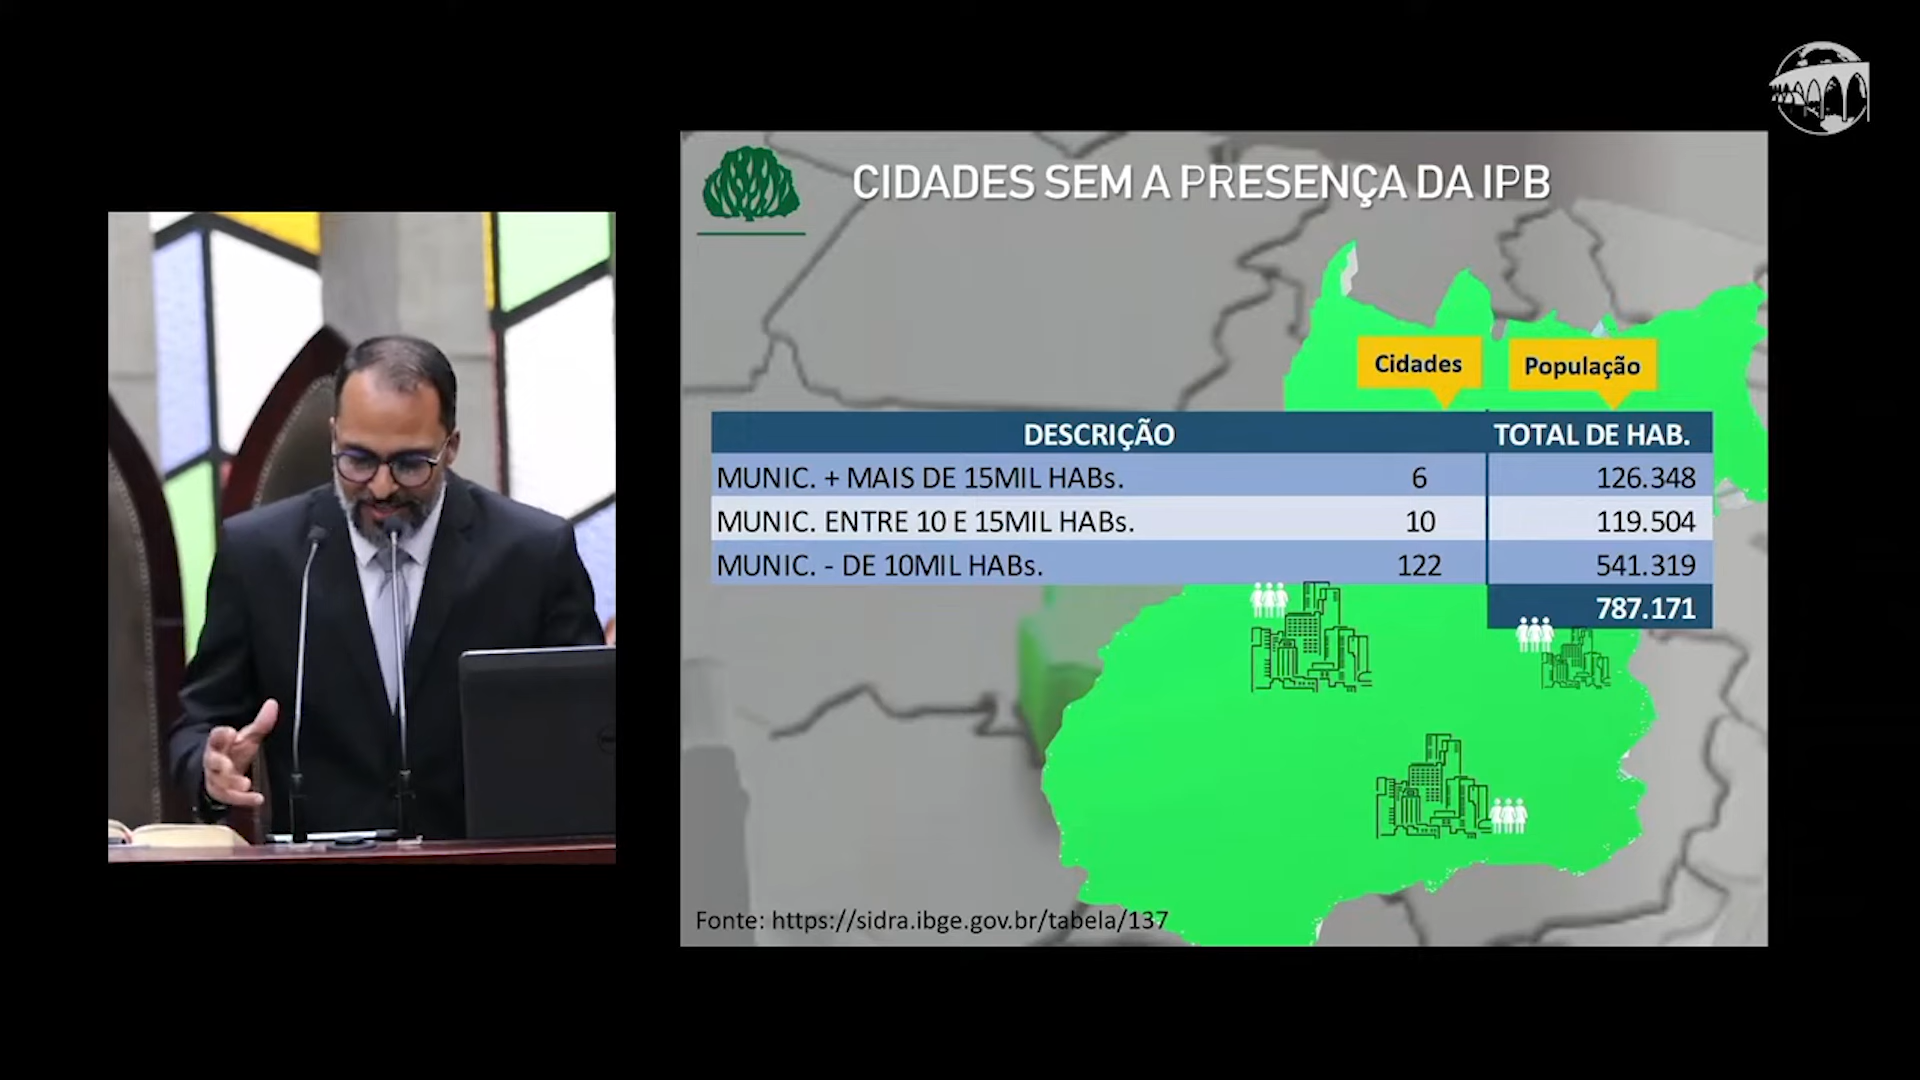 CIDADES SEM A PRESENÇA DA IPB
Cidades
População
DESCRIÇÃO TOTAL DE HAB.
MUNIC. + MAIS DE 15MIL HABs. 6 126.348
MUNIC. ENTRE 10 E 15MIL HABs. 10 119.504
MUNIC. - DE 10MIL HABs. 122 541.319
787.171
Fonte: https://sidra.ibge.gov.br/tabela/137